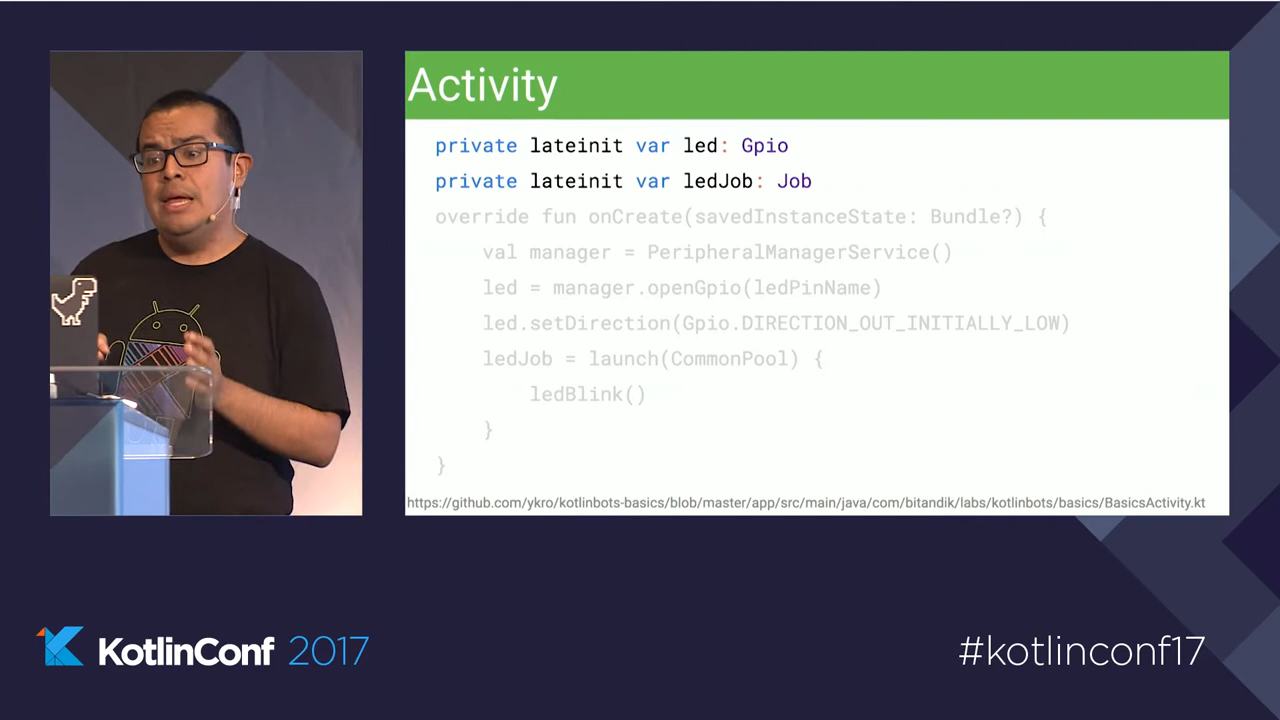 Activity
private lateinit var led: Gpio
private lateinit var ledJob: Job
override fun onCreate(savedInstanceState: Bundle?) {
val manager = PeripheralManagerService()
led = manager.openGpio(ledPinName)
led.setDirection(Gpio.DIRECTION_OUT_INITIALLY_LOW)
ledJob = launch(CommonPool) {
ledBlink()
}
}
https://github.com/ykro/kotlinbots-basics/blob/master/app/src/main/java/com/bitandik/labs/kotlinbots/basics/BasicsActivity.kt
KotlinConf 2017
#kotlinconf17